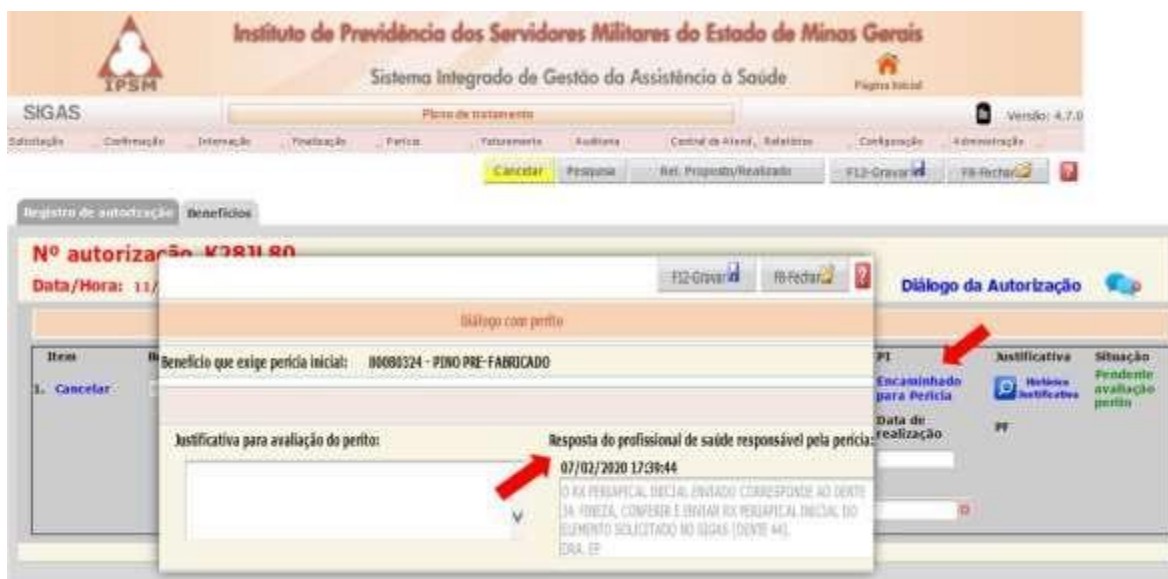 Instituto de Previdência dos Servidores Militares do Estado de Minas Gerais
IPSM
Sistema Integrado de Gestão da Assistência à Saúde
Página Inicial
SIGAS
Plano de tratamento
Versão: 4.7.0
Solicitação Confirmação Internação Finalização Perícia Faturamento Auditoria Central de Atend. Relatórios Configuração Administração
Cancelar Pesquisa Rel. Proposto/Realizado F12-Gravar F8-Fechar ?
Registro de autorização Benefícios
Nº autorização
Data/Hora: 11/
F12-Gravar F8-Fechar ?
Diálogo da Autorização
Diálogo com perito
Item
PI Justificativa Situação
Benefício que exige perícia inicial: 80080324 - PINO PRE-FABRICADO
1. Cancelar
Encaminhado para Perícia
Histórico Justificativa
Pendente avaliação perito
Data de realização
PF
Justificativa para avaliação do perito:
Resposta do profissional de saúde responsável pela perícia:
07/02/2020 17:39:44
O RX PERIAPICAL INICIAL ENVIADO CORRESPONDE AO DENTE
34. FINEZA, CONFERIR E ENVIAR RX PERIAPICAL INICIAL DO
ELEMENTO SOLICITADO NO SIGAS (DENTE 44).
DRA. EP